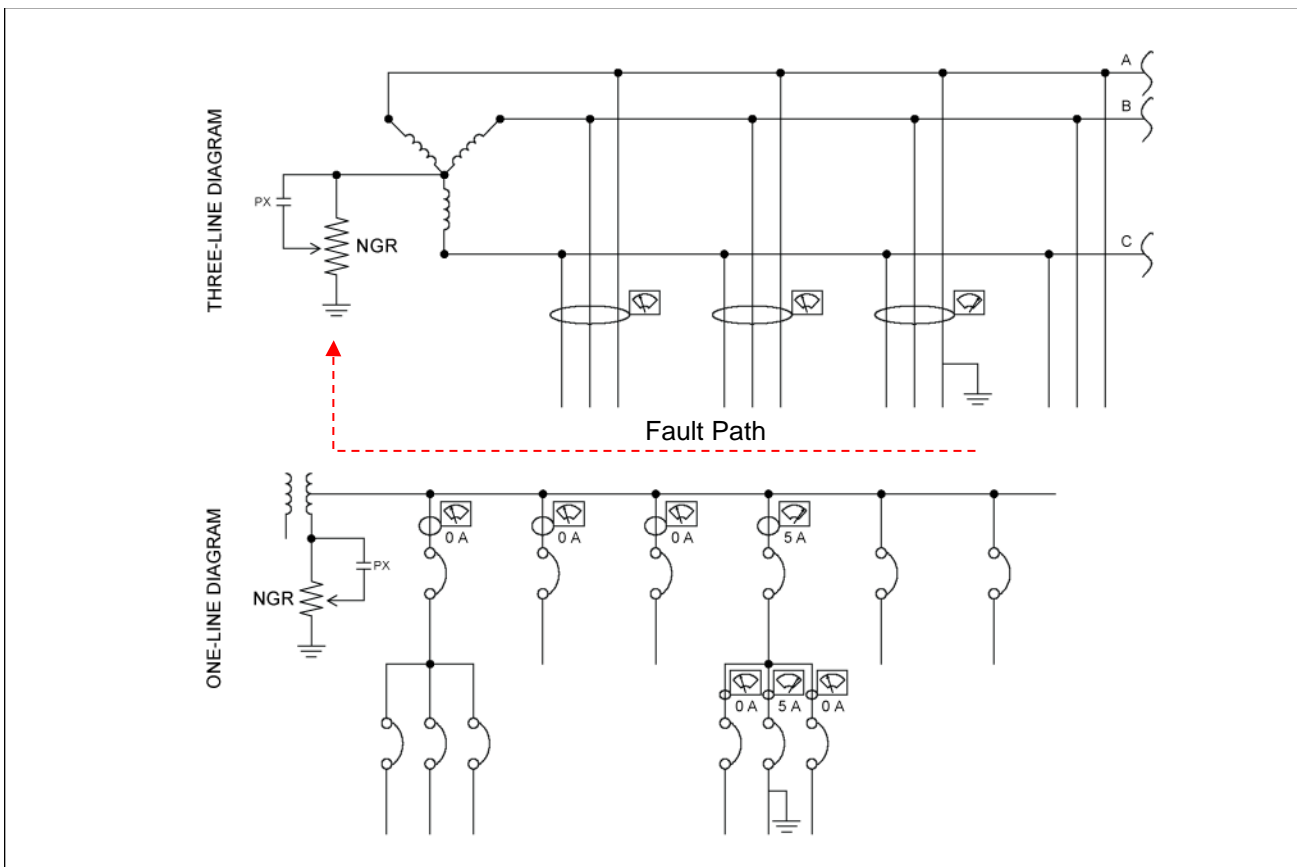 THREE-LINE DIAGRAM
A
B
PX
NGR
C
Fault Path
ONE-LINE DIAGRAM
0 A
0 A
0 A
5 A
PX
NGR
0 A
5 A
0 A